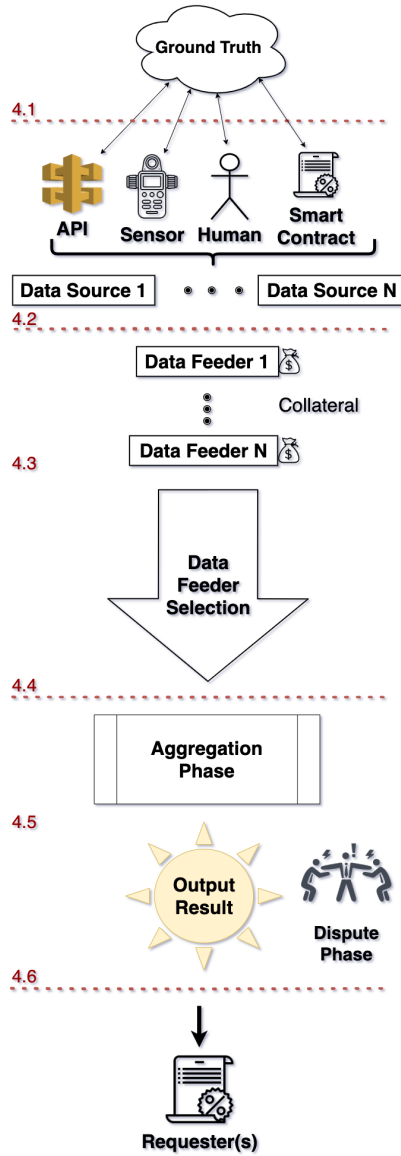 Ground Truth
4.1
API
Sensor
Human
Smart
Contract
Data Source 1
Data Source N
4.2
Data Feeder 1
$
Collateral
Data Feeder N
$
4.3
Data
Feeder
Selection
4.4
Aggregation
Phase
4.5
Output
Result
!
Dispute
Phase
4.6
%
Requester(s)